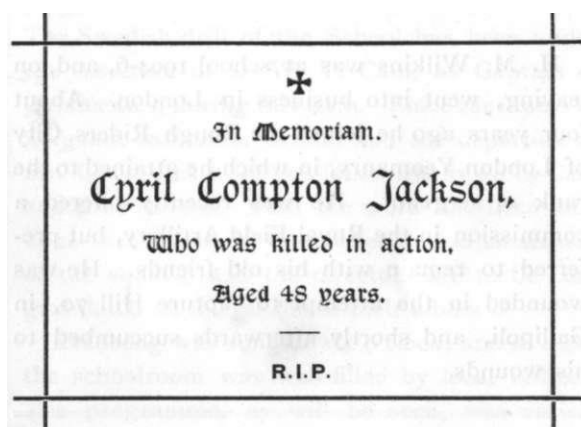 In Memoriam.
Cyril Compton Jackson,
Who was killed in action,
Aged 48 years.
R.I.P.